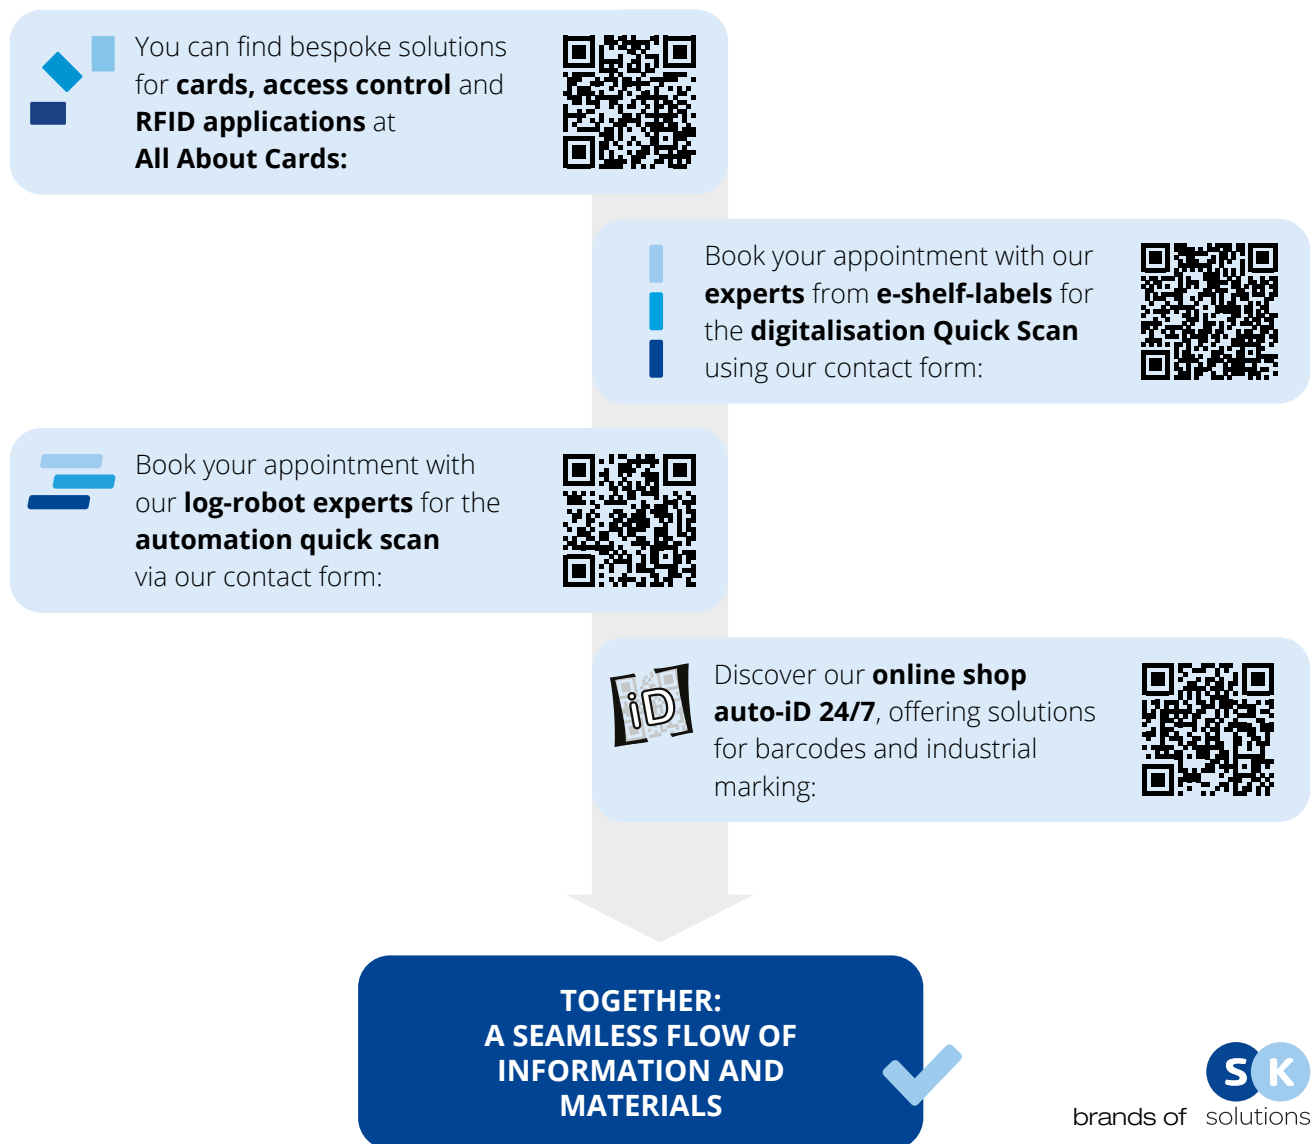 You can find bespoke solutions
for cards, access control and
RFID applications at
All About Cards:
Book your appointment with our
experts from e-shelf-labels for
the digitalisation Quick Scan
using our contact form:
Book your appointment with
our log-robot experts for the
automation quick scan
via our contact form:
iD
Discover our online shop
auto-iD 24/7, offering solutions
for barcodes and industrial
marking:
TOGETHER:
A SEAMLESS FLOW OF
INFORMATION AND
MATERIALS
SK
brands of solutions